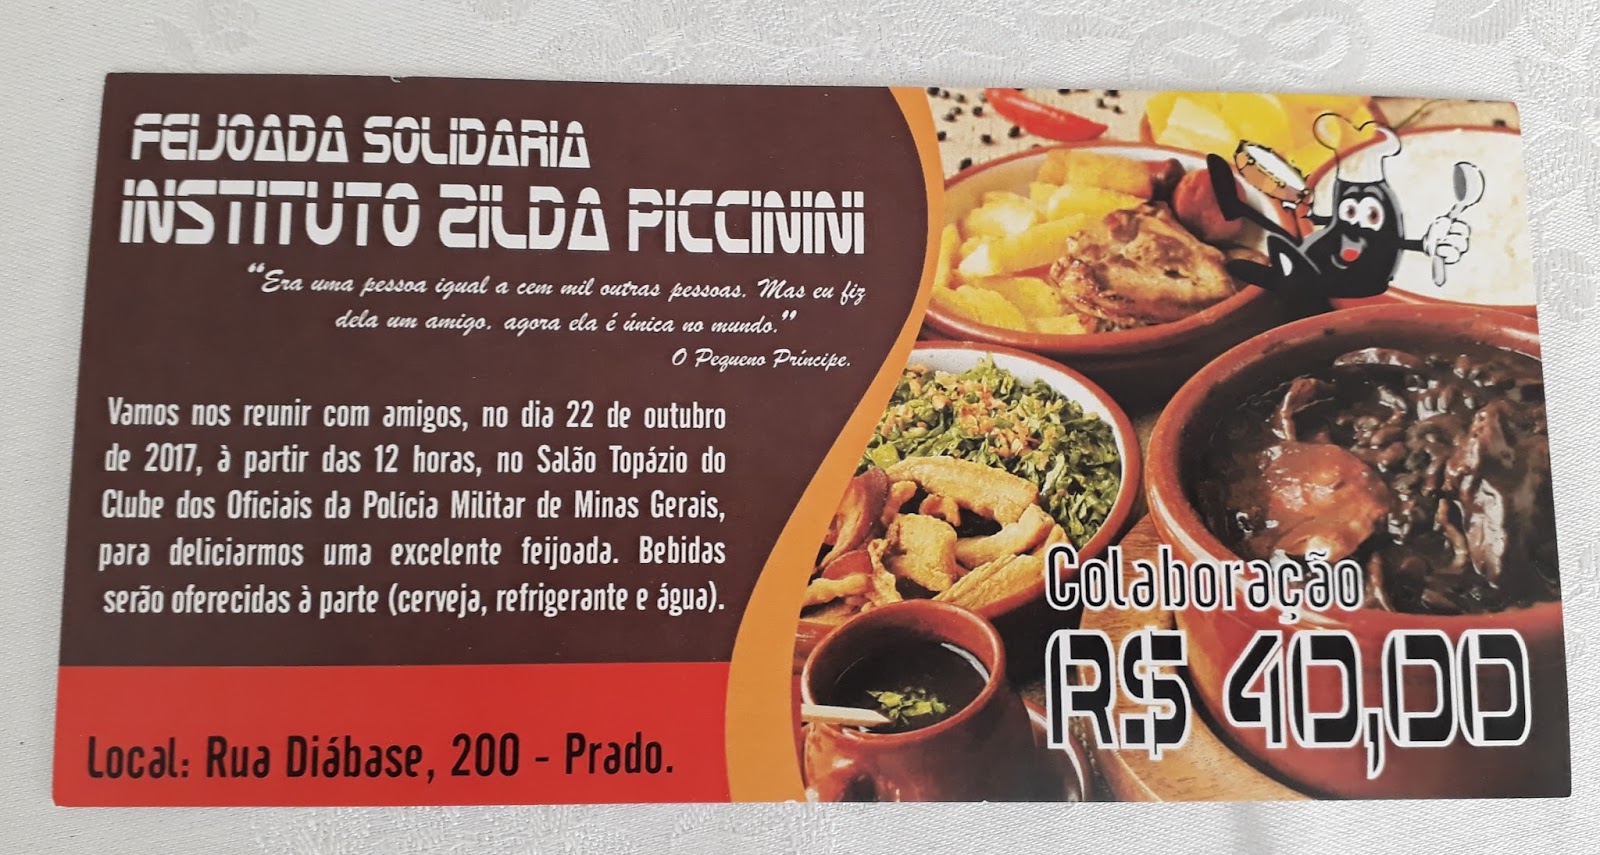 FEIJOADA SOLIDARIA
INSTITUTO ZILDA PICCININI
“Era uma pessoa igual a cem mil outras pessoas. Mas eu fiz
dela um amigo. agora ela é única no mundo.”
O Pequeno Príncipe.
Vamos nos reunir com amigos, no dia 22 de outubro
de 2017, à partir das 12 horas, no Salão Topázio do
Clube dos Oficiais da Polícia Militar de Minas Gerais,
para deliciarmos uma excelente feijoada. Bebidas
serão oferecidas à parte (cerveja, refrigerante e água).
Local: Rua Diábase, 200 - Prado.
Colaboração
R$ 40,00